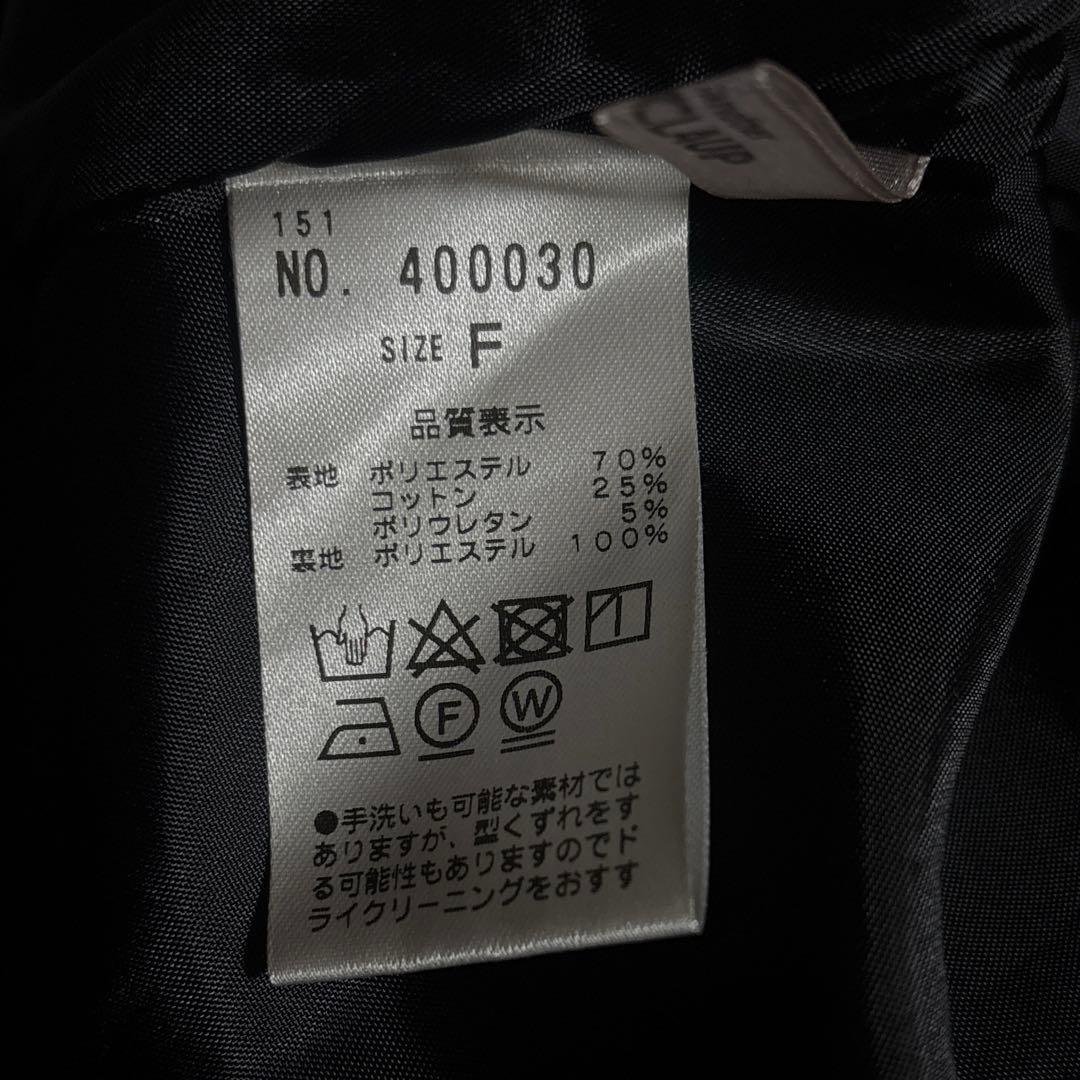 CLAUP
151
NO. 400030
SIZE F
品質表示
表地 ポリエステル 70%
コットン 25%
ポリウレタン 5%
裏地 ポリエステル 100%
F W
●手洗いも可能な素材では
ありますが、型くずれをす
る可能性もありますのでド
ライクリーニングをおすす